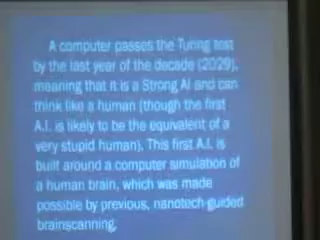 A computer passes the Turing test
by the last year of the decade (2029),
meaning that it is a Strong AI and can
think like a human (though the first
A.I. is likely to be the equivalent of a
very stupid human). This first A.I. is
built around a computer simulation of
a human brain, which was made
possible by previous, nanotech-guided
brainscanning.